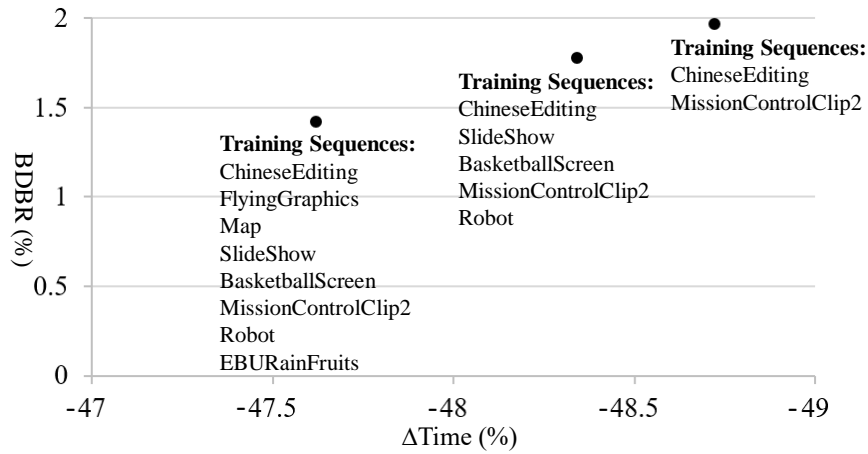 2
1.5
1
0.5
0
BDBR (%)
-47
-47.5
-48
-48.5
-49
ΔTime (%)
Training Sequences:
ChineseEditing
FlyingGraphics
Map
SlideShow
BasketballScreen
MissionControlClip2
Robot
EBURainFruits
Training Sequences:
ChineseEditing
SlideShow
BasketballScreen
MissionControlClip2
Robot
Training Sequences:
ChineseEditing
MissionControlClip2